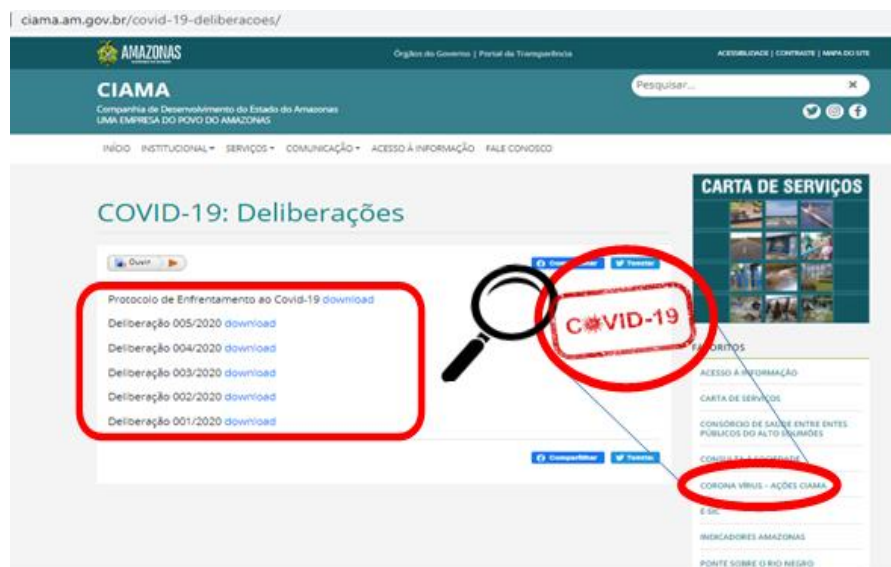 ciama.am.gov.br/covid-19-deliberacoes/
AMAZONAS
Órgãos do Governo | Portal da Transparência
ACESSIBILIDADE | CONTRASTE | MAPA DO SITE
CIAMA
Companhia de Desenvolvimento do Estado do Amazonas
UMA EMPRESA DO POVO DO AMAZONAS
Pesquisar...
INÍCIO INSTITUCIONAL SERVIÇOS COMUNICAÇÃO ACESSO À INFORMAÇÃO FALE CONOSCO
COVID-19: Deliberações
Ouvir
Compartilhar Tweetar
Protocolo de Enfrentamento ao Covid-19 download
Deliberação 005/2020 download
Deliberação 004/2020 download
Deliberação 003/2020 download
Deliberação 002/2020 download
Deliberação 001/2020 download
Compartilhar Tweetar
COVID-19
CARTA DE SERVIÇOS
FAVORITOS
ACESSO À INFORMAÇÃO
CARTA DE SERVIÇOS
CONSÓRCIO DE SAÚDE ENTRE ENTES
PÚBLICOS DO ALTO SOLIMÕES
CONSULTA À SOCIEDADE
CORONA VÍRUS - AÇÕES CIAMA
E-SIC
INDICADORES AMAZONAS
PONTE SOBRE O RIO NEGRO